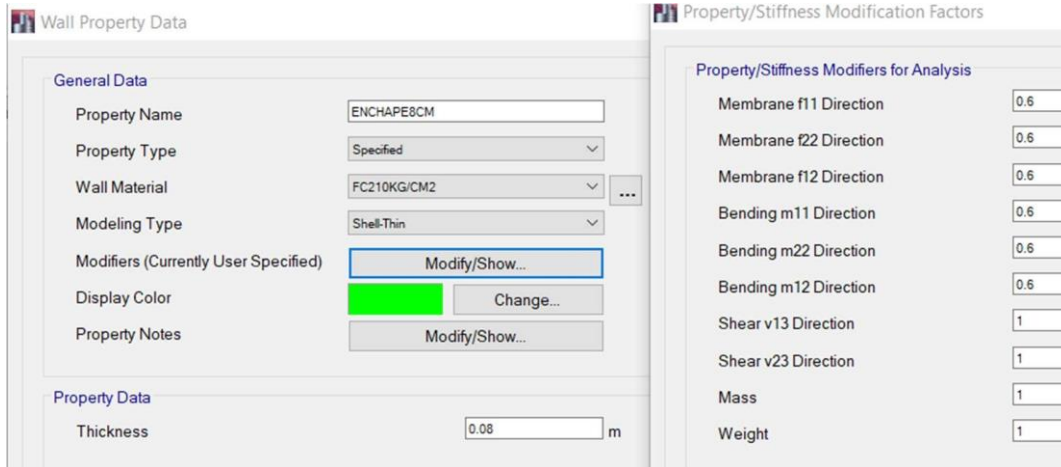 Wall Property Data
General Data
Property Name ENCHAPE8CM
Property Type Specified
Wall Material FC210KG/CM2 ...
Modeling Type Shell-Thin
Modifiers (Currently User Specified) Modify/Show...
Display Color Change...
Property Notes Modify/Show...
Property Data
Thickness 0.08 m
Property/Stiffness Modification Factors
Property/Stiffness Modifiers for Analysis
Membrane f11 Direction 0.6
Membrane f22 Direction 0.6
Membrane f12 Direction 0.6
Bending m11 Direction 0.6
Bending m22 Direction 0.6
Bending m12 Direction 0.6
Shear v13 Direction 1
Shear v23 Direction 1
Mass 1
Weight 1